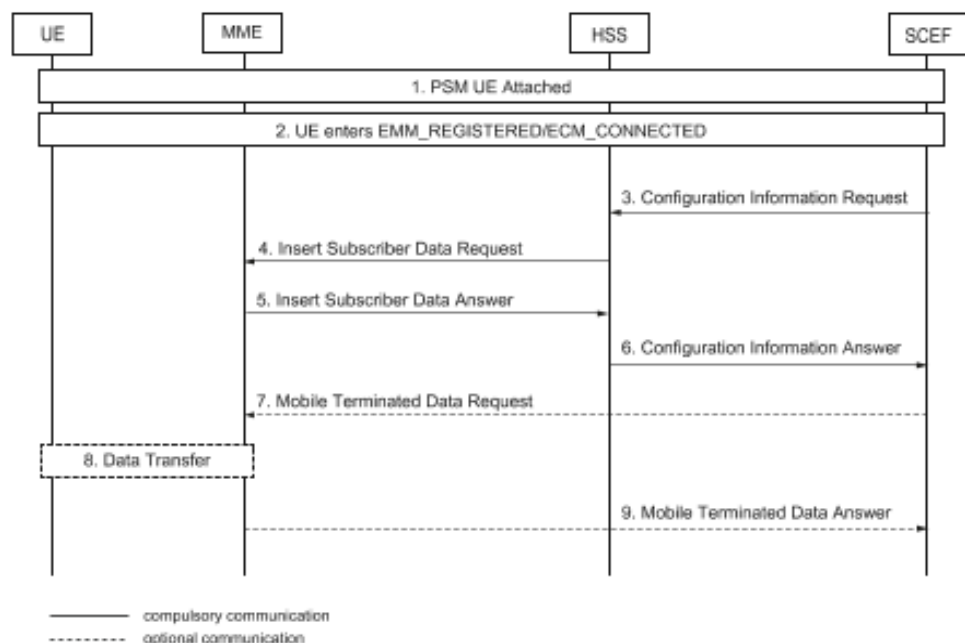 UE
MME
HSS
SCEF
1. PSM UE Attached
2. UE enters EMM_REGISTERED/ECM_CONNECTED
3. Configuration Information Request
4. Insert Subscriber Data Request
5. Insert Subscriber Data Answer
6. Configuration Information Answer
7. Mobile Terminated Data Request
8. Data Transfer
9. Mobile Terminated Data Answer
compulsory communication
optional communication